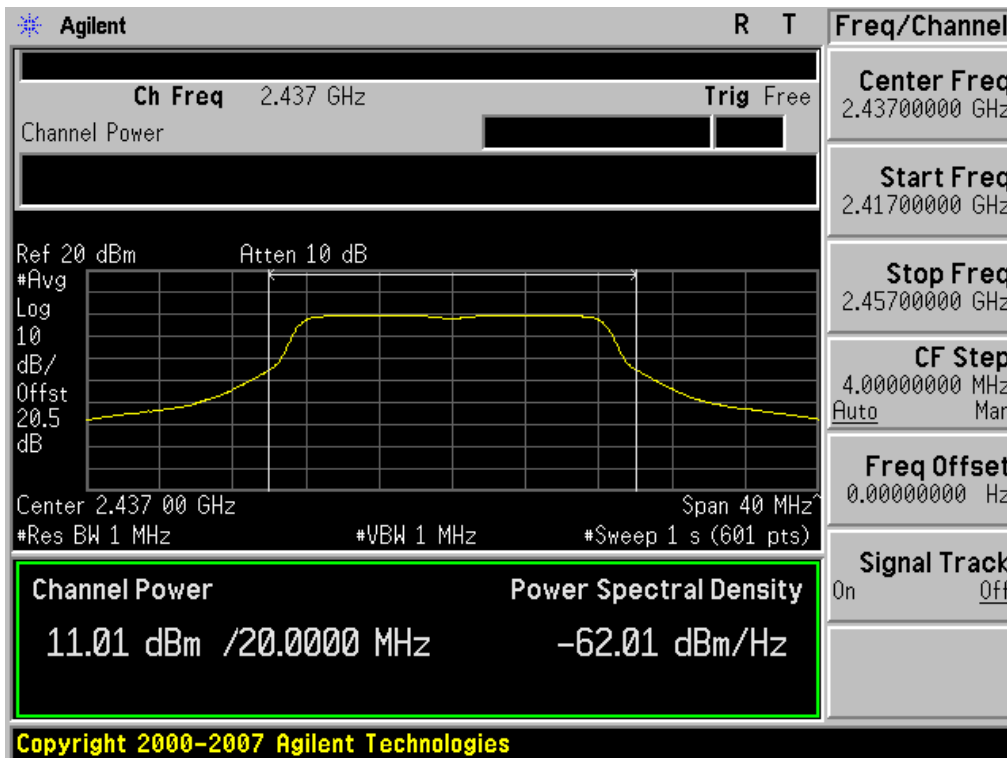 Agilent R T Freq/Channel
Ch Freq 2.437 GHz Trig Free
Channel Power
Ref 20 dBm Atten 10 dB
#Avg
Log
10
dB/
Offst
20.5
dB
Center 2.437 00 GHz Span 40 MHz^
#Res BW 1 MHz #VBW 1 MHz #Sweep 1 s (601 pts)
Channel Power Power Spectral Density
11.01 dBm /20.0000 MHz -62.01 dBm/Hz
Copyright 2000-2007 Agilent Technologies
Center Freq
2.43700000 GHz
Start Freq
2.41700000 GHz
Stop Freq
2.45700000 GHz
CF Step
4.00000000 MHz
Auto Man
Freq Offset
0.00000000 Hz
Signal Track
On Off